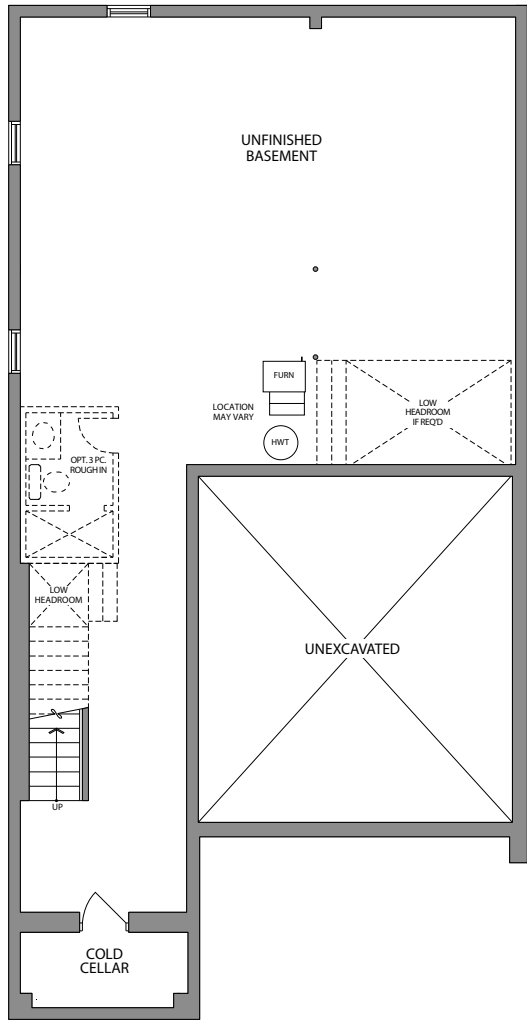 UNFINISHED
BASEMENT
FURN
LOCATION
MAY VARY
HWT
LOW
HEADROOM
IF REQ'D
OPT. 3 PC.
ROUGH IN
LOW
HEADROOM
UNEXCAVATED
UP
COLD
CELLAR